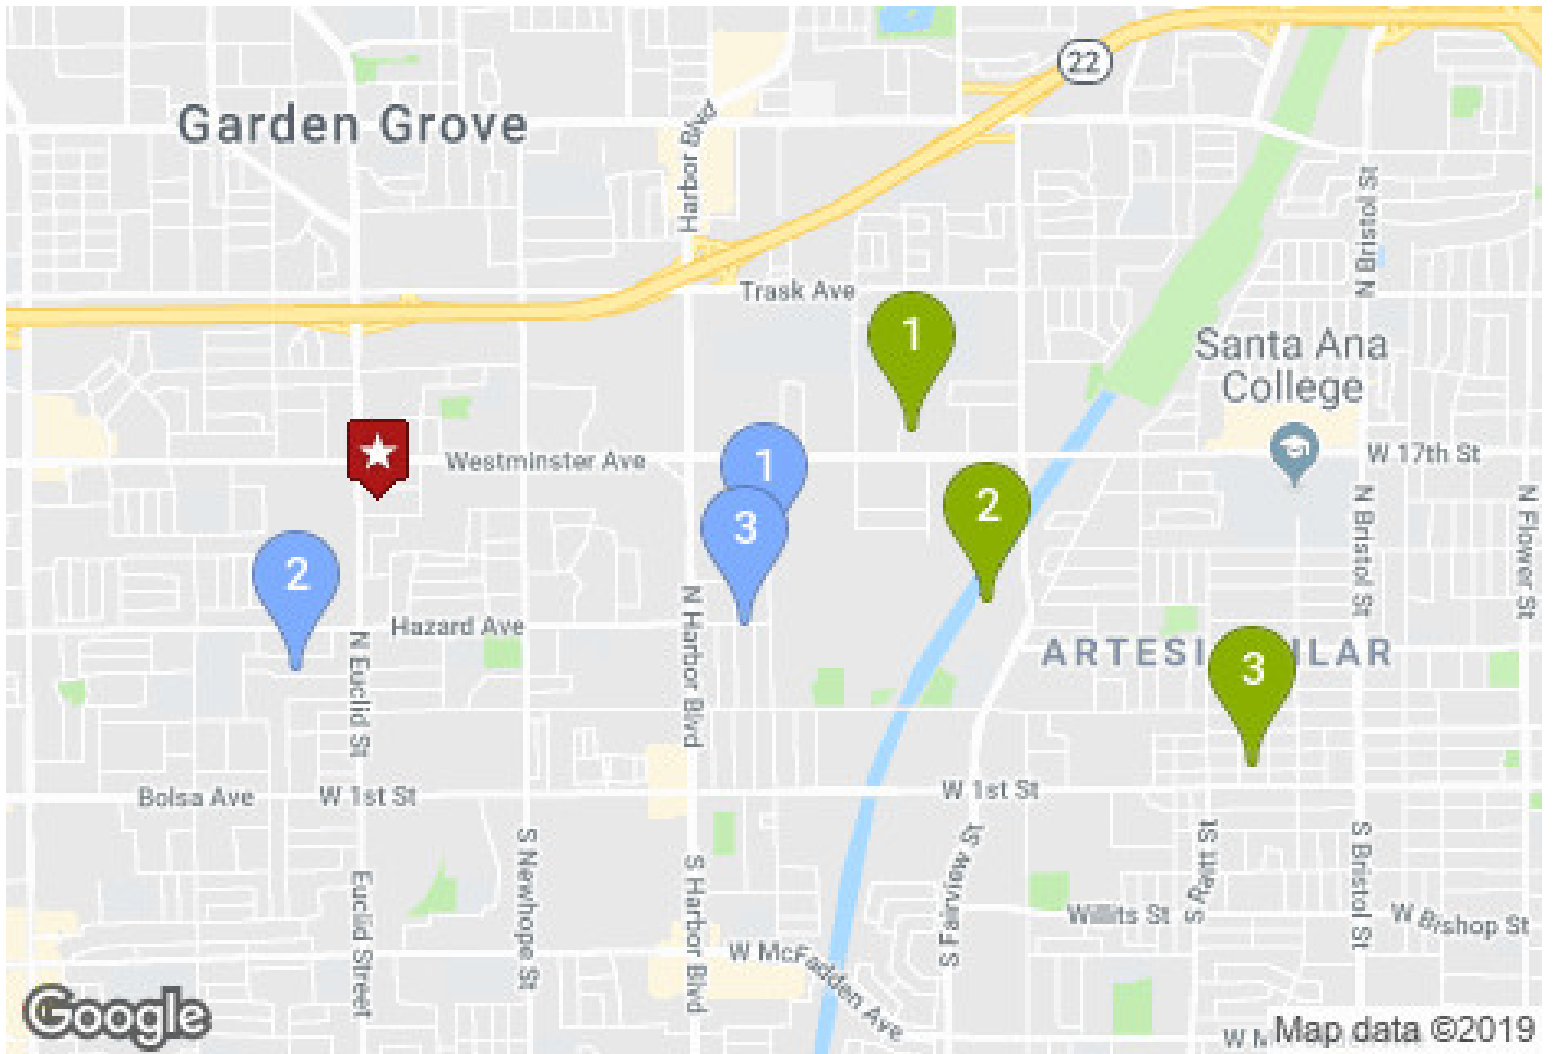 22
Garden Grove
Harbor Blvd
N Bristol St
Trask Ave
1
Santa Ana
College
Westminster Ave
1
W 17th St
2
3
2
N Bristol St
N Flower St
Hazard Ave
N Harbor Blvd
N Euclid St
3
Bolsa Ave
W 1st St
W 1st St
S Newhope St
S Harbor Blvd
S Fairview St
S Bristol St
Euclid Street
Willits St
W Bishop St
W McFadden Ave
Google
Map data ©2019